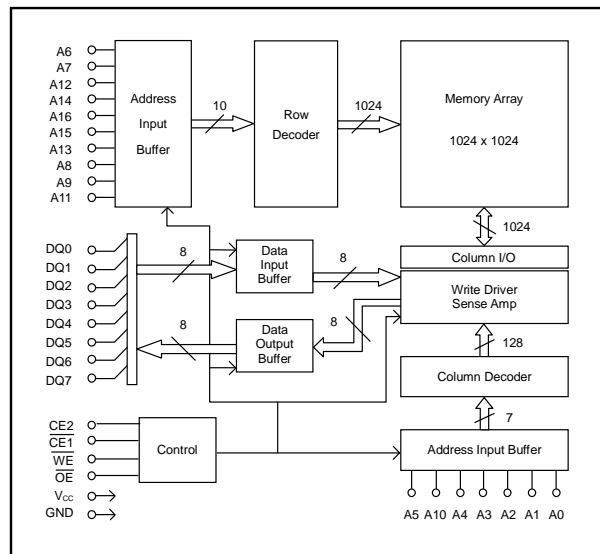 A6
A7
A12
A14
A16
A15
A13
A8
A9
A11
Address
Input
Buffer
10
Row
Decoder
1024
Memory Array
1024 x 1024
1024
DQ0
DQ1
DQ2
DQ3
DQ4
DQ5
DQ6
DQ7
8
Data
Input
Buffer
8
8
Data
Output
Buffer
8
Column I/O
Write Driver
Sense Amp
128
Column Decoder
7
Address Input Buffer
CE2
CE1
WE
OE
Vcc
GND
Control
A5 A10 A4 A3 A2 A1 A0